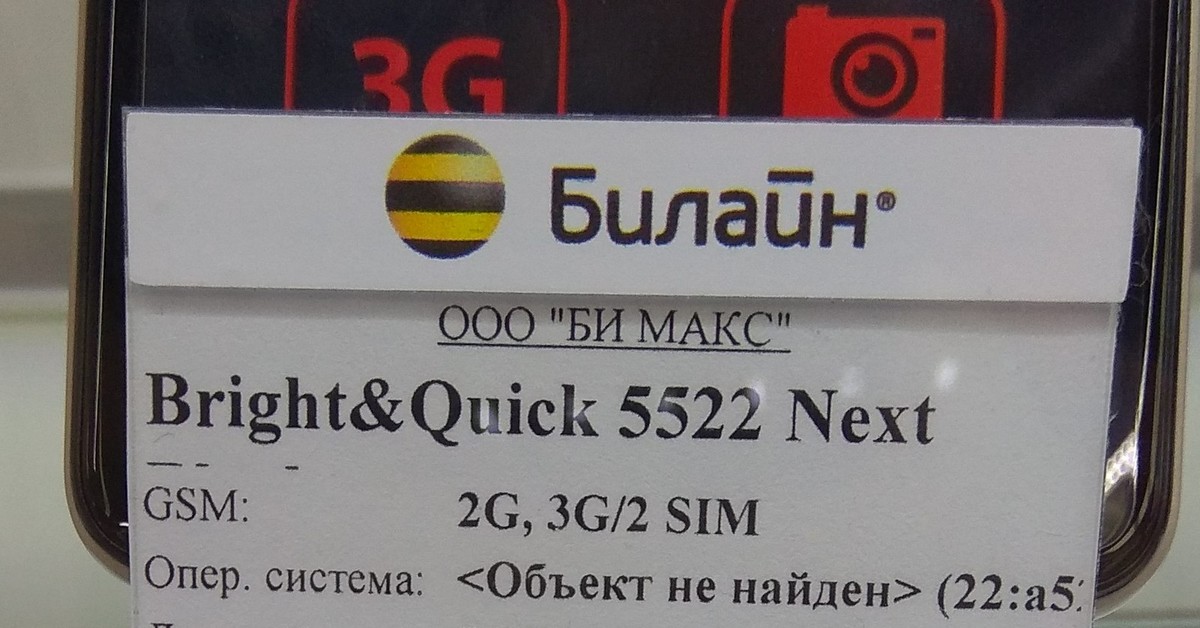 3G
Билайн®
ООО "БИ МАКС"
Bright&Quick 5522 Next
GSM: 2G, 3G/2 SIM
Опер. система: <Объект не найден> (22:a5